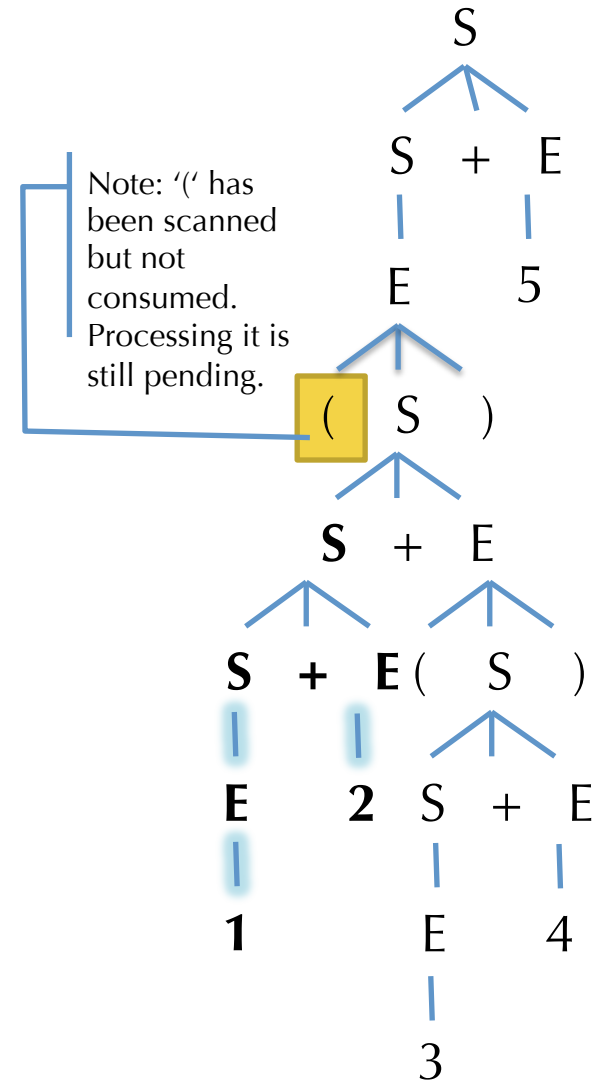 S
S + E
Note: ‘(‘ has
been scanned
but not
consumed.
Processing it is
still pending.
E 5
( S )
S + E
S + E ( S )
E 2 S + E
1 E 4
3